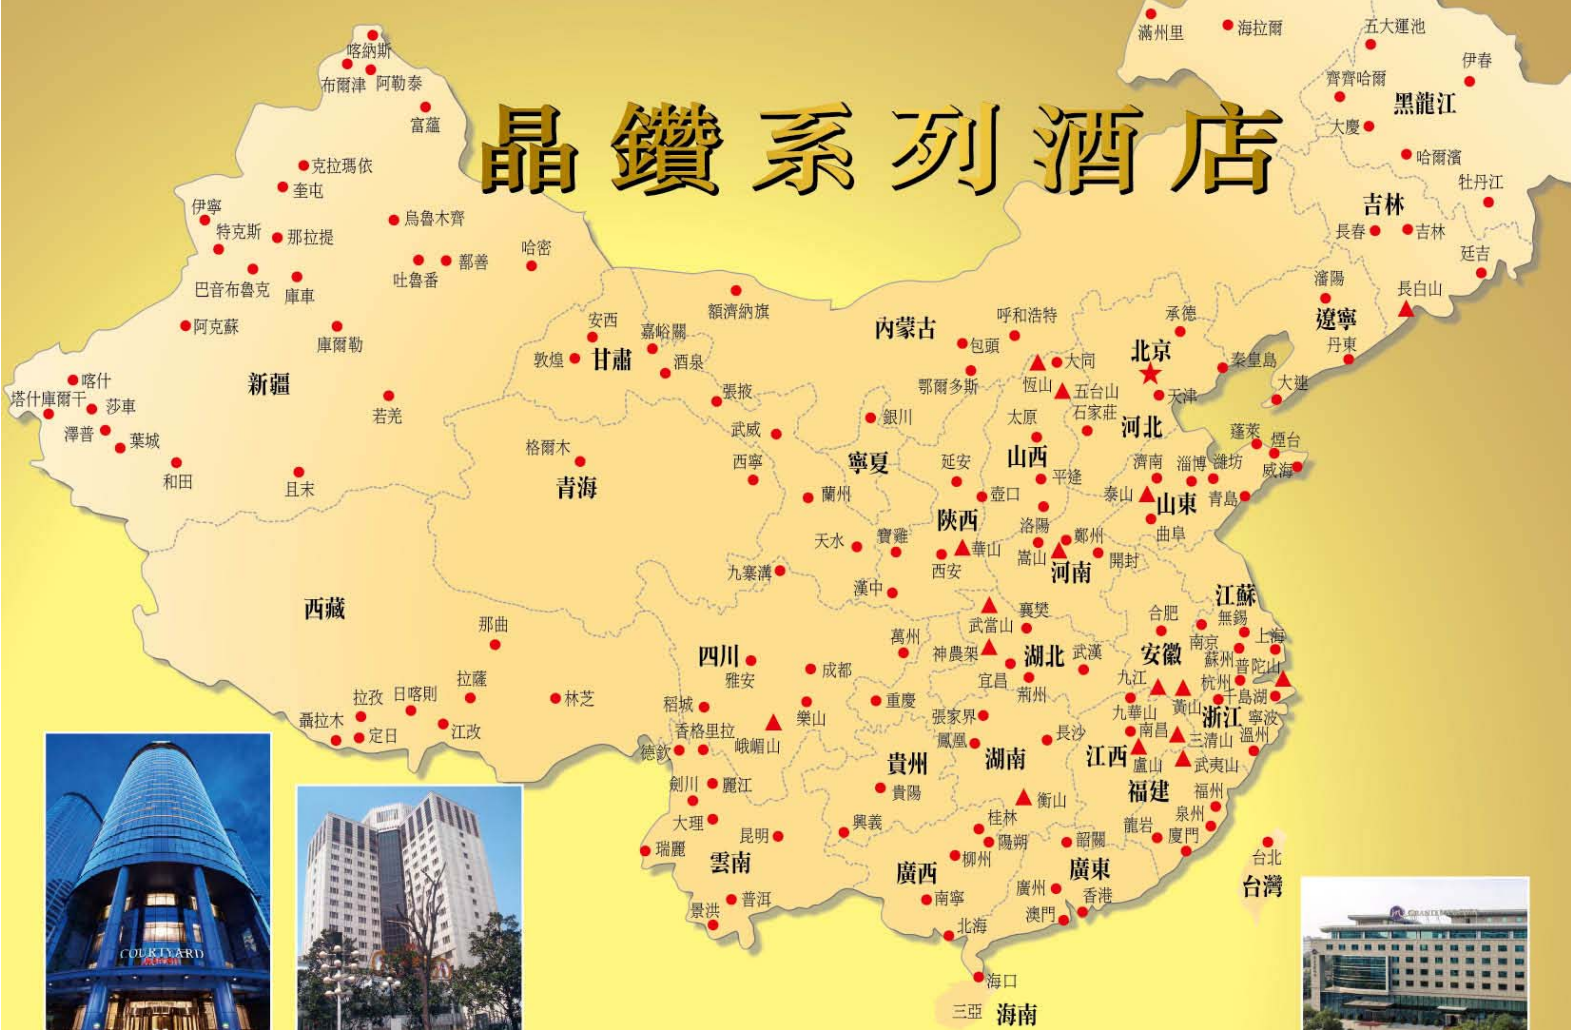 滿州里
海拉爾
五大運池
喀納斯
伊春
布爾津
阿勒泰
齊齊哈爾
富蘊
黑龍江
晶鑽系列酒店
大慶
哈爾濱
克拉瑪依
奎屯
牡丹江
伊寧
吉林
烏魯木齊
特克斯
那拉提
長春
吉林
哈密
鄯善
廷吉
吐魯番
巴音布魯克
庫車
瀋陽
長白山
額濟納旗
阿克蘇
安西
呼和浩特
承德
遼寧
內蒙古
嘉峪關
庫爾勒
包頭
北京
丹東
敦煌
甘肅
酒泉
大同
秦皇島
喀什
新疆
張掖
鄂爾多斯
恆山
五台山
天津
大連
塔什庫爾干
莎車
若羌
銀川
太原
石家莊
河北
澤普
葉城
武威
蓬萊
煙台
格爾木
西寧
寧夏
延安
山西
濟南
淄博
濰坊
威海
和田
且末
青海
蘭州
壺口
平逢
泰山
山東
青島
陝西
洛陽
曲阜
天水
寶雞
華山
鄭州
嵩山
開封
西安
河南
九寨溝
漢中
江蘇
西藏
襄樊
合肥
無錫
那曲
武當山
萬州
南京
上海
四川
神農架
湖北
武漢
安徽
蘇州
普陀山
雅安
成都
宜昌
九江
杭州
拉孜
日喀則
拉薩
林芝
荊州
千島湖
稻城
重慶
黃山
樂山
張家界
九華山
浙江
寧波
聶拉木
定日
江改
香格里拉
長沙
南昌
溫州
德欽
峨嵋山
鳳凰
三清山
貴州
湖南
江西
盧山
武夷山
劍川
麗江
貴陽
衡山
福建
福州
大理
昆明
興義
桂林
泉州
龍岩
瑞麗
陽朔
韶關
廈門
柳州
台北
雲南
廣西
廣東
台灣
普洱
南寧
廣州
香港
景洪
澳門
北海
COURTYARD
海口
三亞
海南